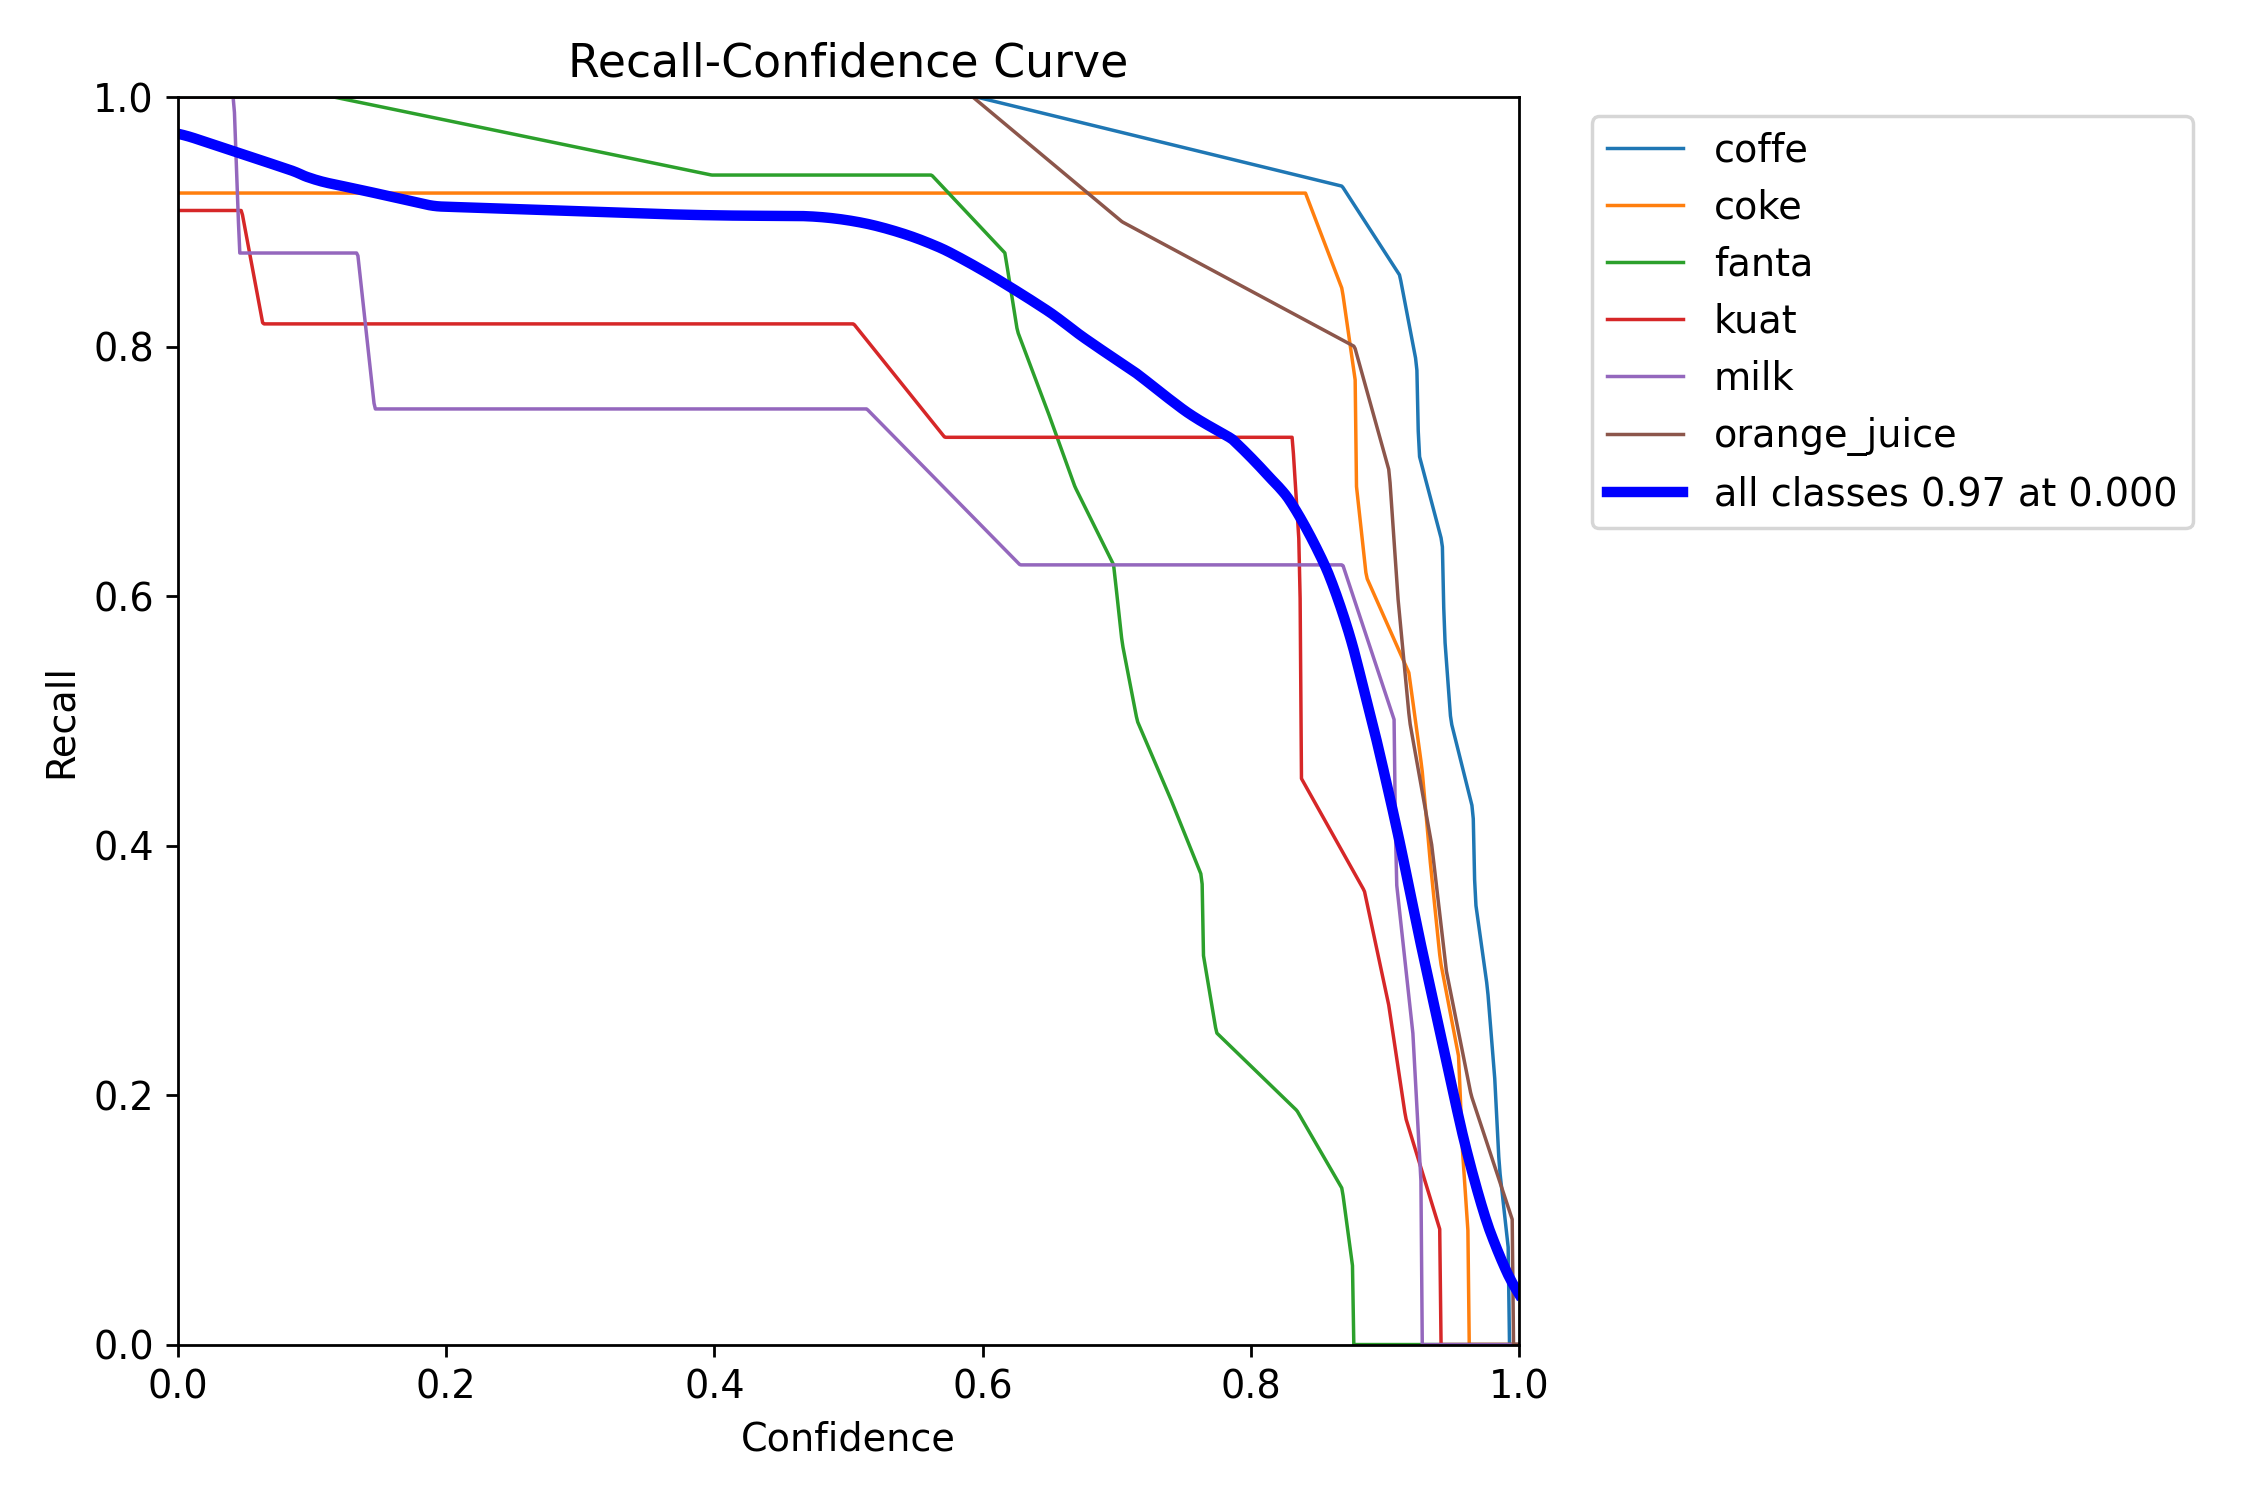 Recall-Confidence Curve
1.0
0.8
0.6
0.4
0.2
0.0
Recall
0.0 0.2 0.4 0.6 0.8 1.0
Confidence
coffe
coke
fanta
kuat
milk
orange_juice
all classes 0.97 at 0.000